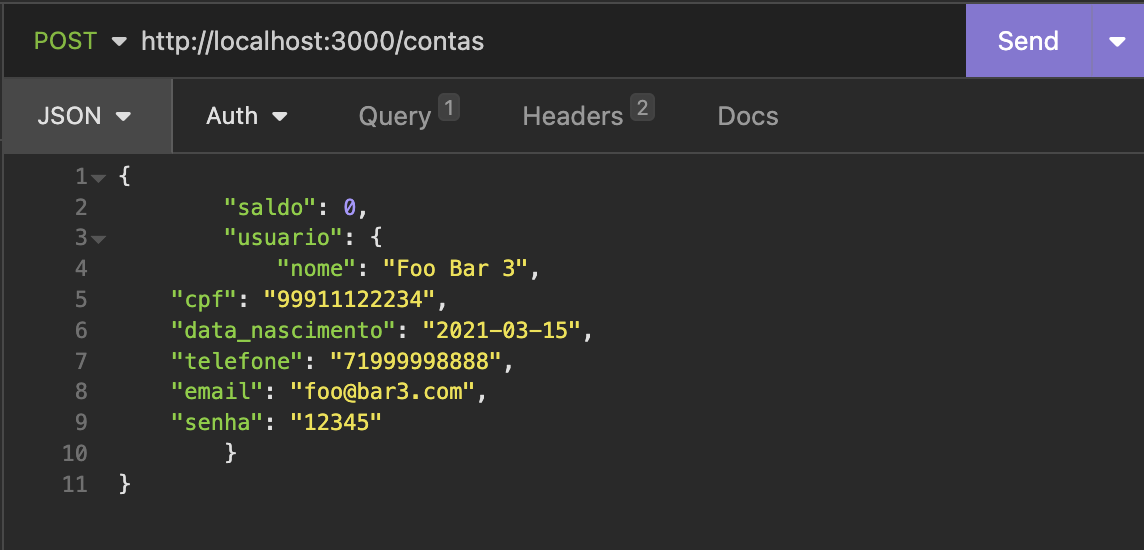 POST http://localhost:3000/contas Send
JSON Auth Query 1 Headers 2 Docs
1 {
2 "saldo": 0,
3 "usuario": {
4 "nome": "Foo Bar 3",
5 "cpf": "99911122234",
6 "data_nascimento": "2021-03-15",
7 "telefone": "71999998888",
8 "email": "foo@bar3.com",
9 "senha": "12345"
10 }
11 }